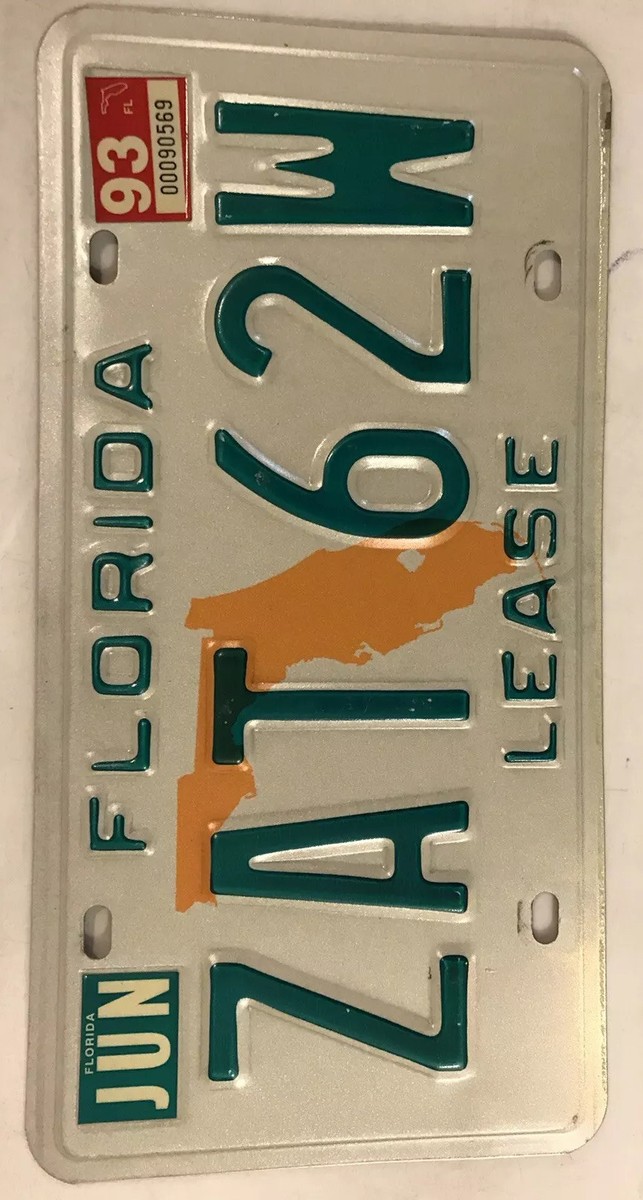 JUN FLORIDA 93
FLORIDA FL
00090569
ZAT62W
LEASE